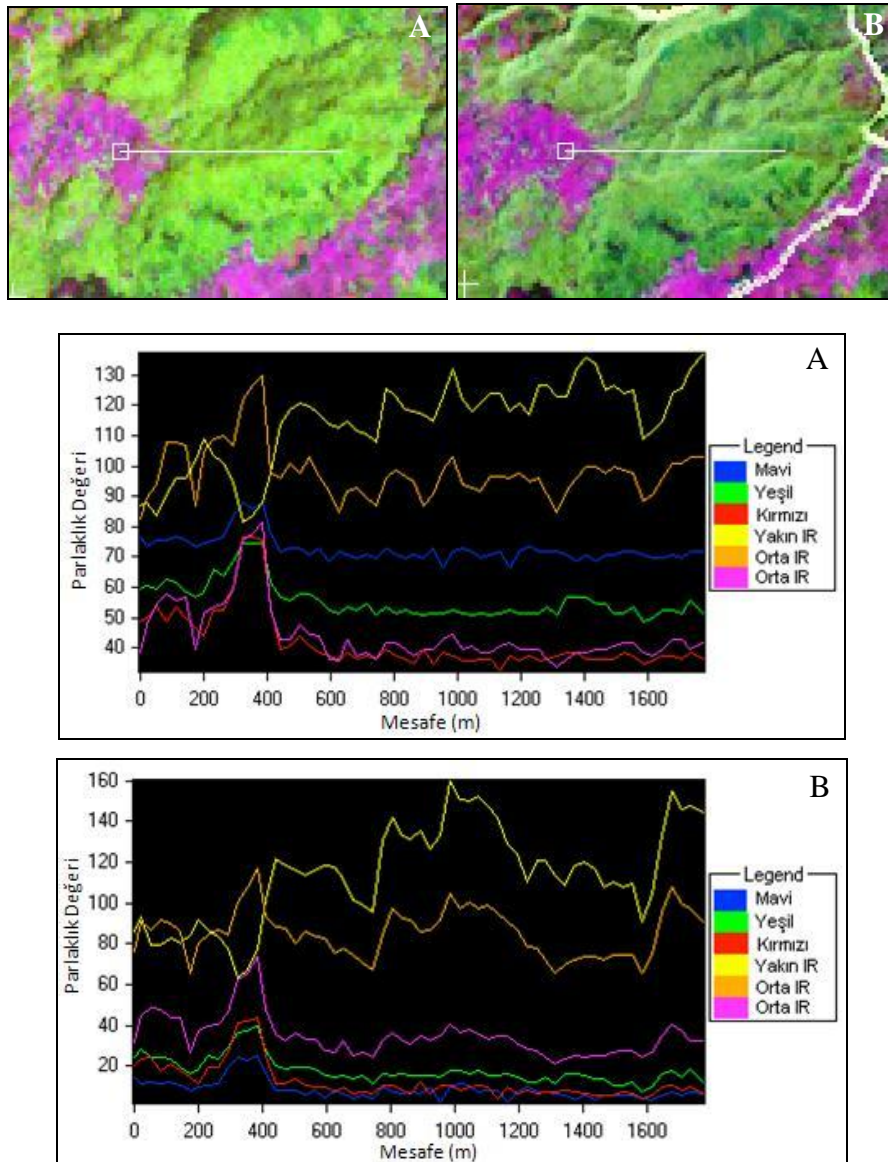 A
B
A
130
120
110
100
90
80
70
60
50
40
0 200 400 600 800 1000 1200 1400 1600
Parlaklık Değeri
Mesafe (m)
Legend
Mavi
Yeşil
Kırmızı
Yakın IR
Orta IR
Orta IR
B
160
140
120
100
80
60
40
20
0 200 400 600 800 1000 1200 1400 1600
Parlaklık Değeri
Mesafe (m)
Legend
Mavi
Yeşil
Kırmızı
Yakın IR
Orta IR
Orta IR